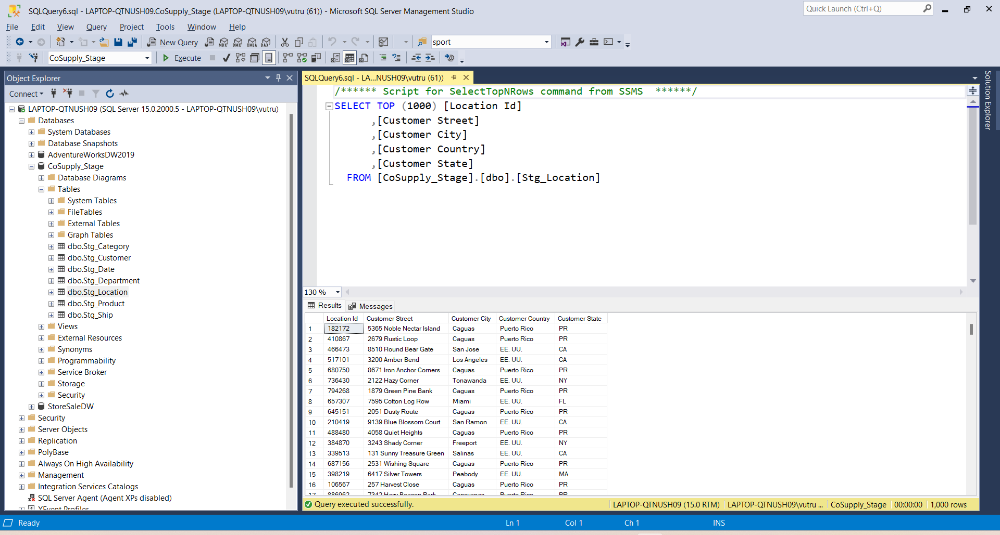 SQLQuery6.sql - LAPTOP-QTNUSH09.CoSupply_Stage (LAPTOP-QTNUSH09\vutru (61)) - Microsoft SQL Server Management Studio
Quick Launch (Ctrl+Q)
File Edit View Query Project Tools Window Help
New Query MDX DMX XMLA DAX sport
CoSupply_Stage Execute
Object Explorer
Connect
LAPTOP-QTNUSH09 (SQL Server 15.0.2000.5 - LAPTOP-QTNUSH09\vutru)
Databases
System Databases
Database Snapshots
AdventureWorksDW2019
CoSupply_Stage
Database Diagrams
Tables
System Tables
FileTables
External Tables
Graph Tables
dbo.Stg_Category
dbo.Stg_Customer
dbo.Stg_Date
dbo.Stg_Department
dbo.Stg_Location
dbo.Stg_Product
dbo.Stg_Ship
Views
External Resources
Synonyms
Programmability
Service Broker
Storage
Security
StoreSaleDW
Security
Server Objects
Replication
PolyBase
Always On High Availability
Management
Integration Services Catalogs
SQL Server Agent (Agent XPs disabled)
XEvent Profiler
SQLQuery6.sql - LA...NUSH09\vutru (61))
/****** Script for SelectTopNRows command from SSMS  ******/
SELECT TOP (1000) [Location Id]
,[Customer Street]
,[Customer City]
,[Customer Country]
,[Customer State]
FROM [CoSupply_Stage].[dbo].[Stg_Location]
Solution Explorer
130 %
Results Messages
Location Id Customer Street Customer City Customer Country Customer State
1 182172 5365 Noble Nectar Island Caguas Puerto Rico PR
2 410867 2679 Rustic Loop Caguas Puerto Rico PR
3 466473 8510 Round Bear Gate San Jose EE. UU. CA
4 517101 3200 Amber Bend Los Angeles EE. UU. CA
5 680750 8671 Iron Anchor Corners Caguas Puerto Rico PR
6 736430 2122 Hazy Corner Tonawanda EE. UU. NY
7 794268 1879 Green Pine Bank Caguas Puerto Rico PR
8 657307 7595 Cotton Log Row Miami EE. UU. FL
9 645151 2051 Dusty Route Caguas Puerto Rico PR
10 210419 9139 Blue Blossom Court San Ramon EE. UU. CA
11 488480 4058 Quiet Heights Caguas Puerto Rico PR
12 384870 3243 Shady Corner Freeport EE. UU. NY
13 339513 131 Sunny Treasure Green Salinas EE. UU. CA
14 687156 2531 Wishing Square Caguas Puerto Rico PR
15 398219 6417 Silver Towers Peabody EE. UU. MA
16 106567 257 Harvest Close Caguas Puerto Rico PR
17 886962 7342 Hazy Beacon Park Canovanas Puerto Rico PR
Query executed successfully. LAPTOP-QTNUSH09 (15.0 RTM) LAPTOP-QTNUSH09\vutru ... CoSupply_Stage 00:00:00 1,000 rows
Ready Ln 1 Col 1 Ch 1 INS